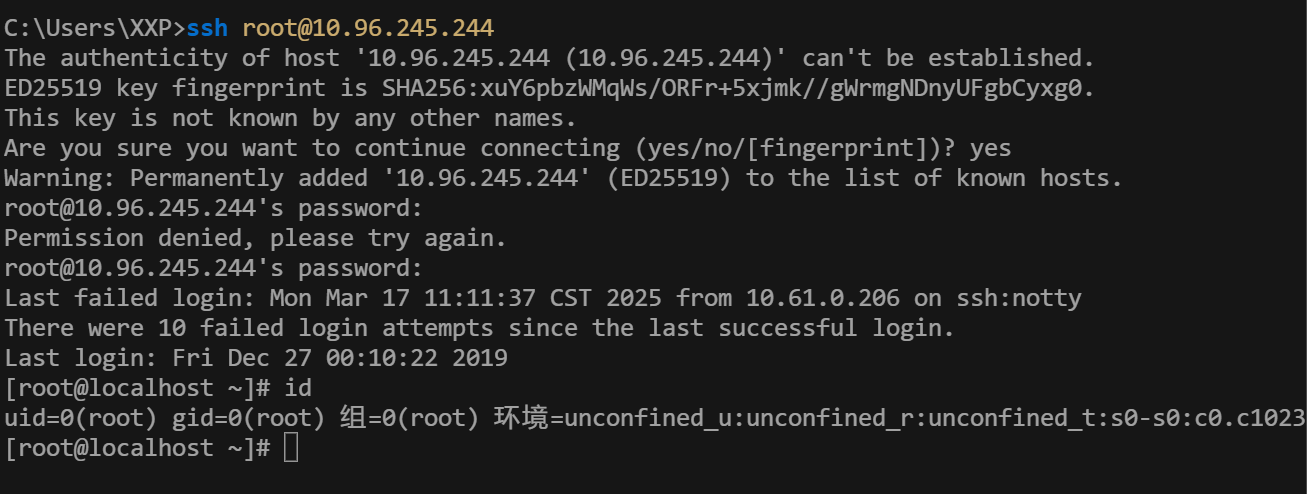 C:\Users\XXP>ssh root@10.96.245.244
The authenticity of host '10.96.245.244 (10.96.245.244)' can't be established.
ED25519 key fingerprint is SHA256:xuY6pbzWMqWs/ORFr+5xjmk//gWrmgNDnyUFgbCyxg0.
This key is not known by any other names.
Are you sure you want to continue connecting (yes/no/[fingerprint])? yes
Warning: Permanently added '10.96.245.244' (ED25519) to the list of known hosts.
root@10.96.245.244's password:
Permission denied, please try again.
root@10.96.245.244's password:
Last failed login: Mon Mar 17 11:11:37 CST 2025 from 10.61.0.206 on ssh:notty
There were 10 failed login attempts since the last successful login.
Last login: Fri Dec 27 00:10:22 2019
[root@localhost ~]# id
uid=0(root) gid=0(root) 组=0(root) 环境=unconfined_u:unconfined_r:unconfined_t:s0-s0:c0.c1023
[root@localhost ~]#